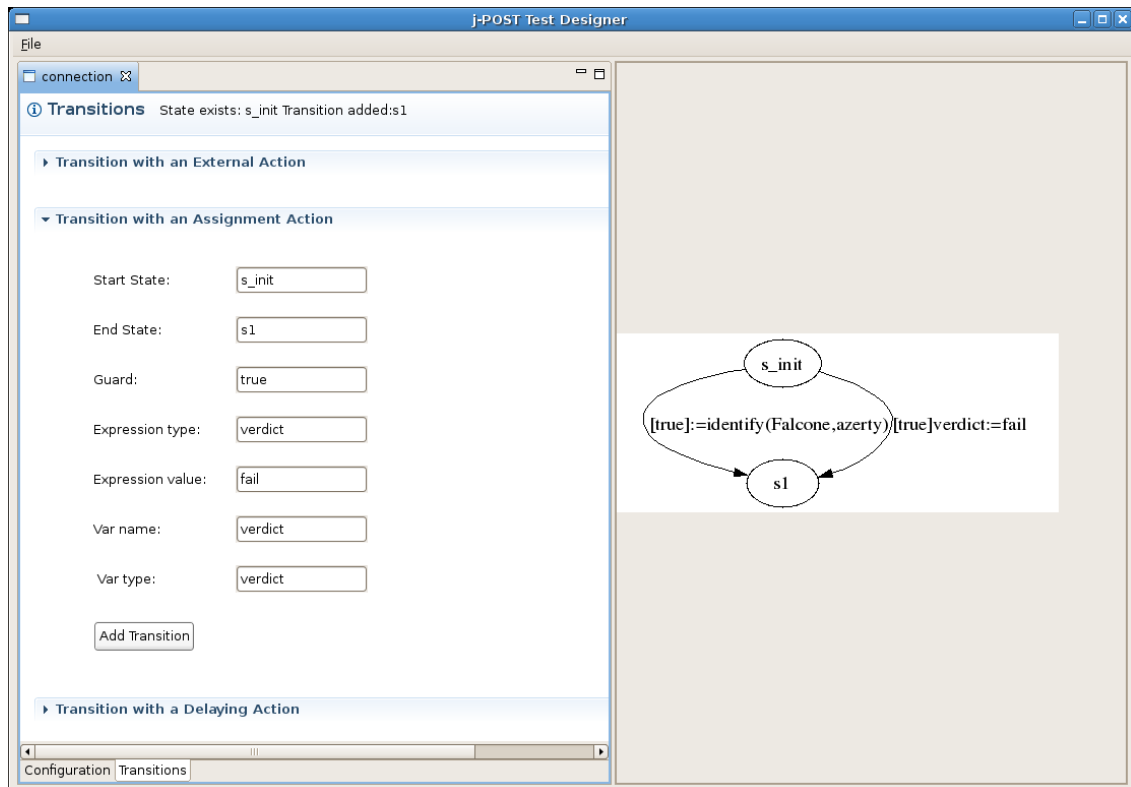 j-POST Test Designer
File
connection
Transitions State exists: s_init Transition added:s1
Transition with an External Action
Transition with an Assignment Action
Start State: s_init
End State: s1
Guard: true
Expression type: verdict
Expression value: fail
Var name: verdict
Var type: verdict
Add Transition
Transition with a Delaying Action
Configuration Transitions
s_init
[true]:=identify(Falcone,azerty) [true]verdict:=fail
s1